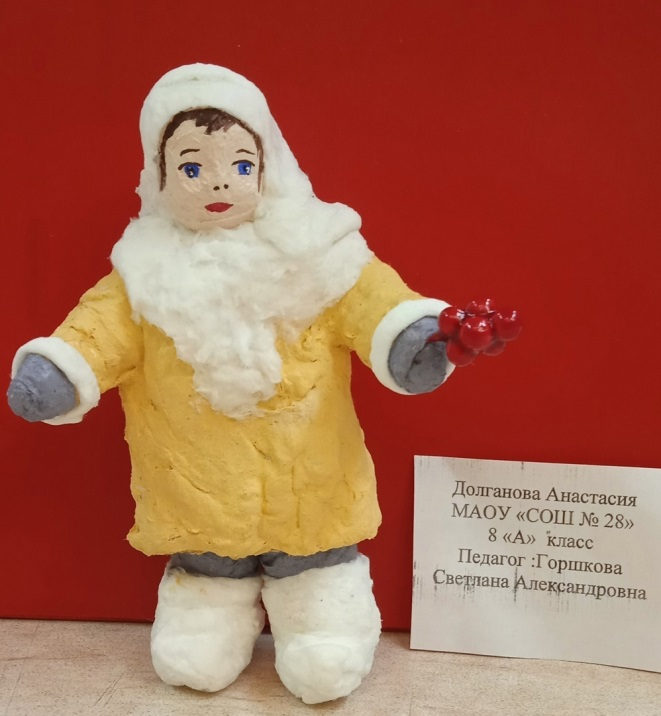 Долганова Анастасия
МАОУ «СОШ № 28»
8 «А» класс
Педагог :Горшкова
Светлана Александровна